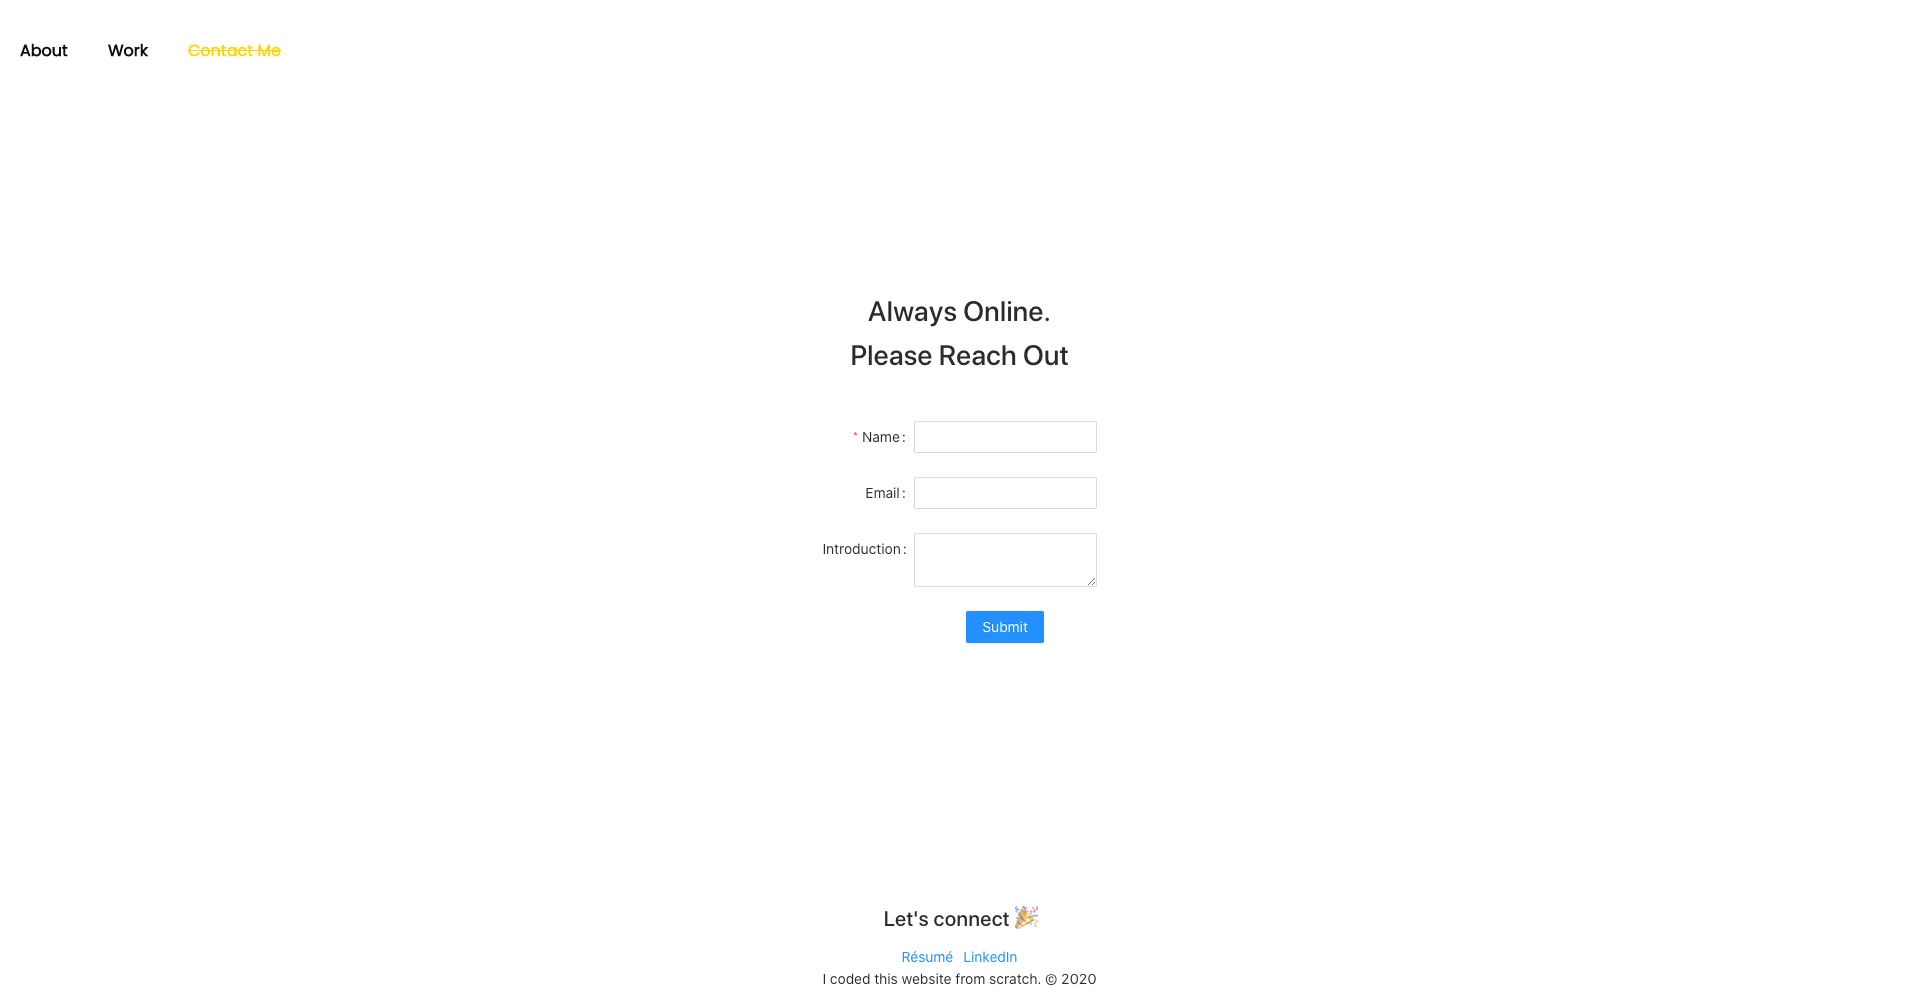 About Work Contact Me
Always Online.
Please Reach Out
* Name:
Email:
Introduction:
Submit
Let's connect 🎉
Résumé LinkedIn
I coded this website from scratch. © 2020